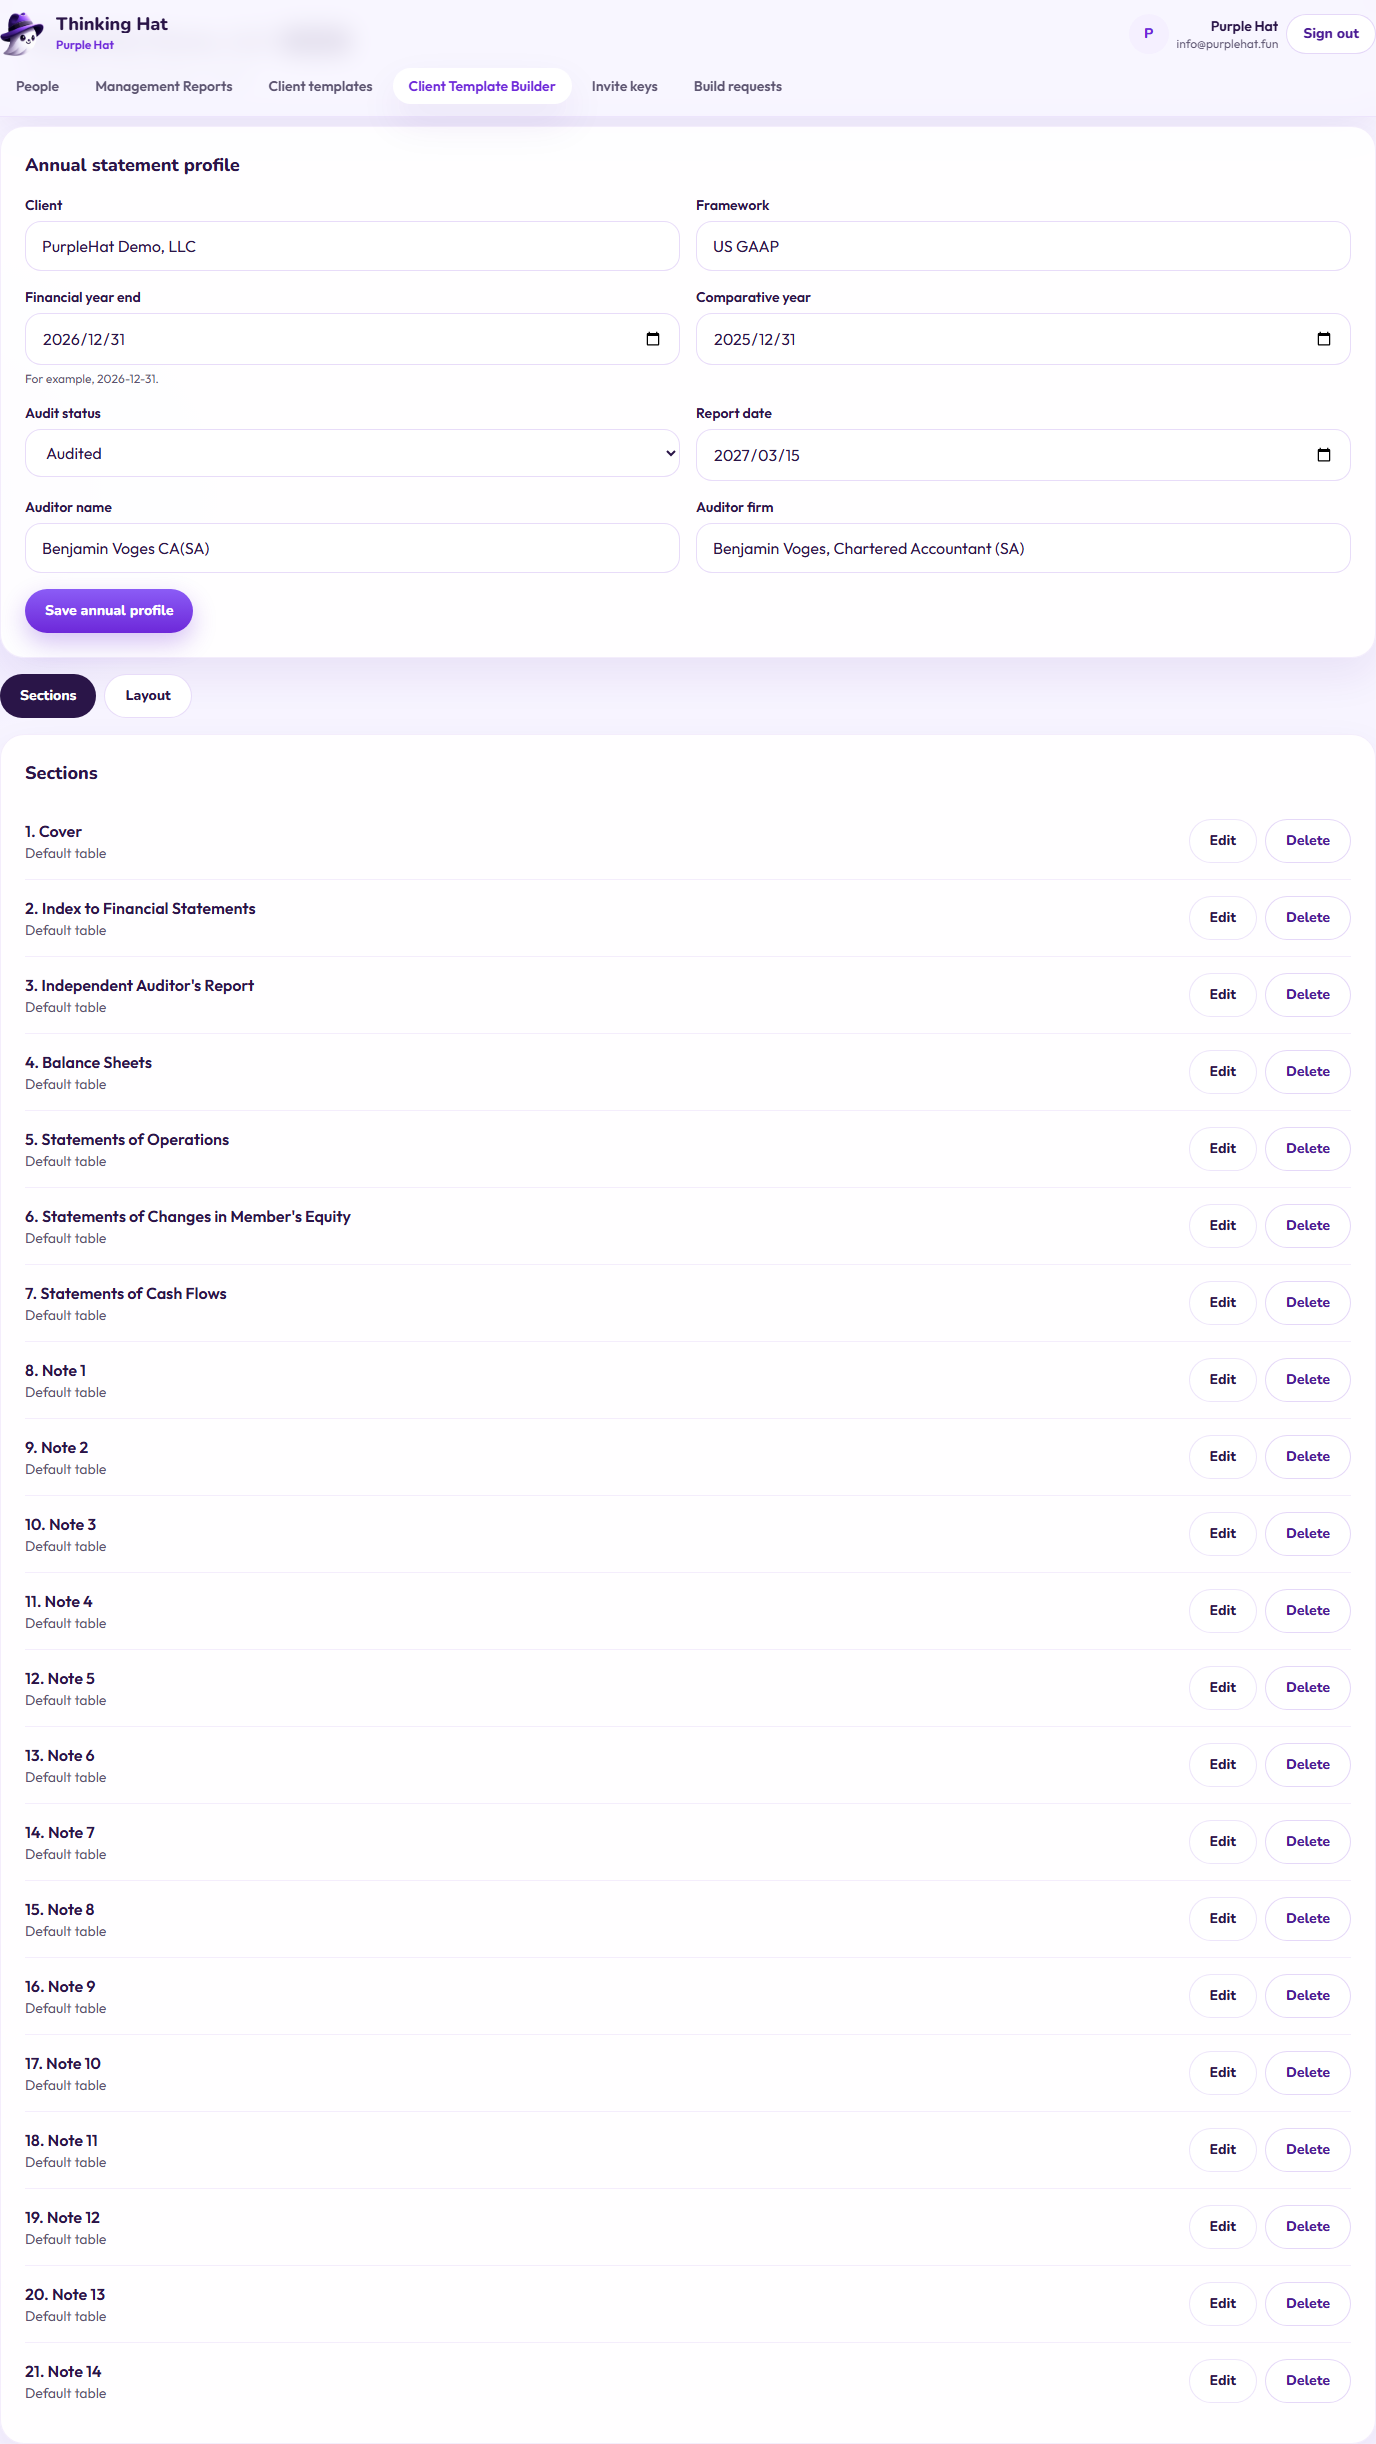 Thinking Hat
Purple Hat
P
Purple Hat
info@purplehat.fun
Sign out
People
Management Reports
Client templates
Client Template Builder
Invite keys
Build requests
Annual statement profile
Client
Framework
PurpleHat Demo, LLC
US GAAP
Financial year end
Comparative year
2026/12/31
2025/12/31
For example, 2026-12-31.
Audit status
Report date
Audited
2027/03/15
Auditor name
Auditor firm
Benjamin Voges CA(SA)
Benjamin Voges, Chartered Accountant (SA)
Save annual profile
Sections
Layout
Sections
1. Cover
Default table
Edit
Delete
2. Index to Financial Statements
Default table
Edit
Delete
3. Independent Auditor's Report
Default table
Edit
Delete
4. Balance Sheets
Default table
Edit
Delete
5. Statements of Operations
Default table
Edit
Delete
6. Statements of Changes in Member's Equity
Default table
Edit
Delete
7. Statements of Cash Flows
Default table
Edit
Delete
8. Note 1
Default table
Edit
Delete
9. Note 2
Default table
Edit
Delete
10. Note 3
Default table
Edit
Delete
11. Note 4
Default table
Edit
Delete
12. Note 5
Default table
Edit
Delete
13. Note 6
Default table
Edit
Delete
14. Note 7
Default table
Edit
Delete
15. Note 8
Default table
Edit
Delete
16. Note 9
Default table
Edit
Delete
17. Note 10
Default table
Edit
Delete
18. Note 11
Default table
Edit
Delete
19. Note 12
Default table
Edit
Delete
20. Note 13
Default table
Edit
Delete
21. Note 14
Default table
Edit
Delete